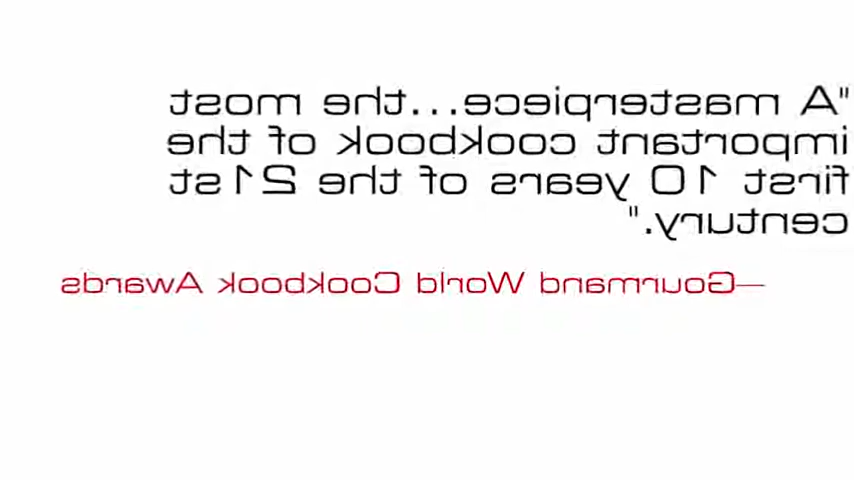 "A masterpiece...the most
important cookbook of the
first 10 years of the 21st
century."
—Gourmand World Cookbook Awards